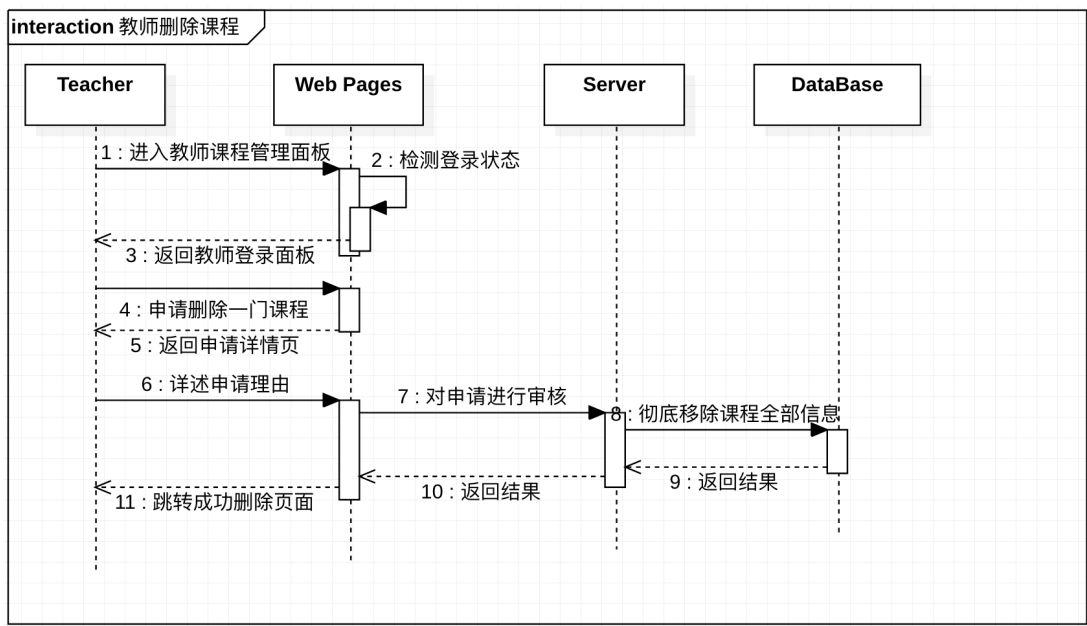 interaction 教师删除课程
Teacher
Web Pages
Server
DataBase
1 : 进入教师课程管理面板
2 : 检测登录状态
3 : 返回教师登录面板
4 : 申请删除一门课程
5 : 返回申请详情页
6 : 详述申请理由
7 : 对申请进行审核
8 : 彻底移除课程全部信息
9 : 返回结果
10 : 返回结果
11 : 跳转成功删除页面